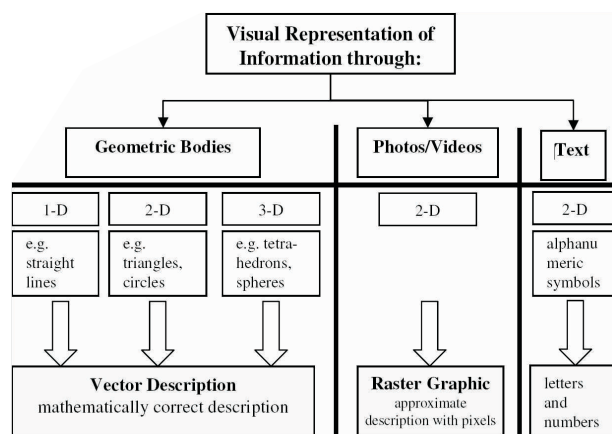 Visual Representation of
Information through:
Geometric Bodies
Photos/Videos
Text
1-D
2-D
3-D
2-D
2-D
e.g.
straight
lines
e.g.
triangles,
circles
e.g. tetra-
hedrons,
spheres
alphanu
meric
symbols
Vector Description
mathematically correct description
Raster Graphic
approximate
description with pixels
letters
and
numbers